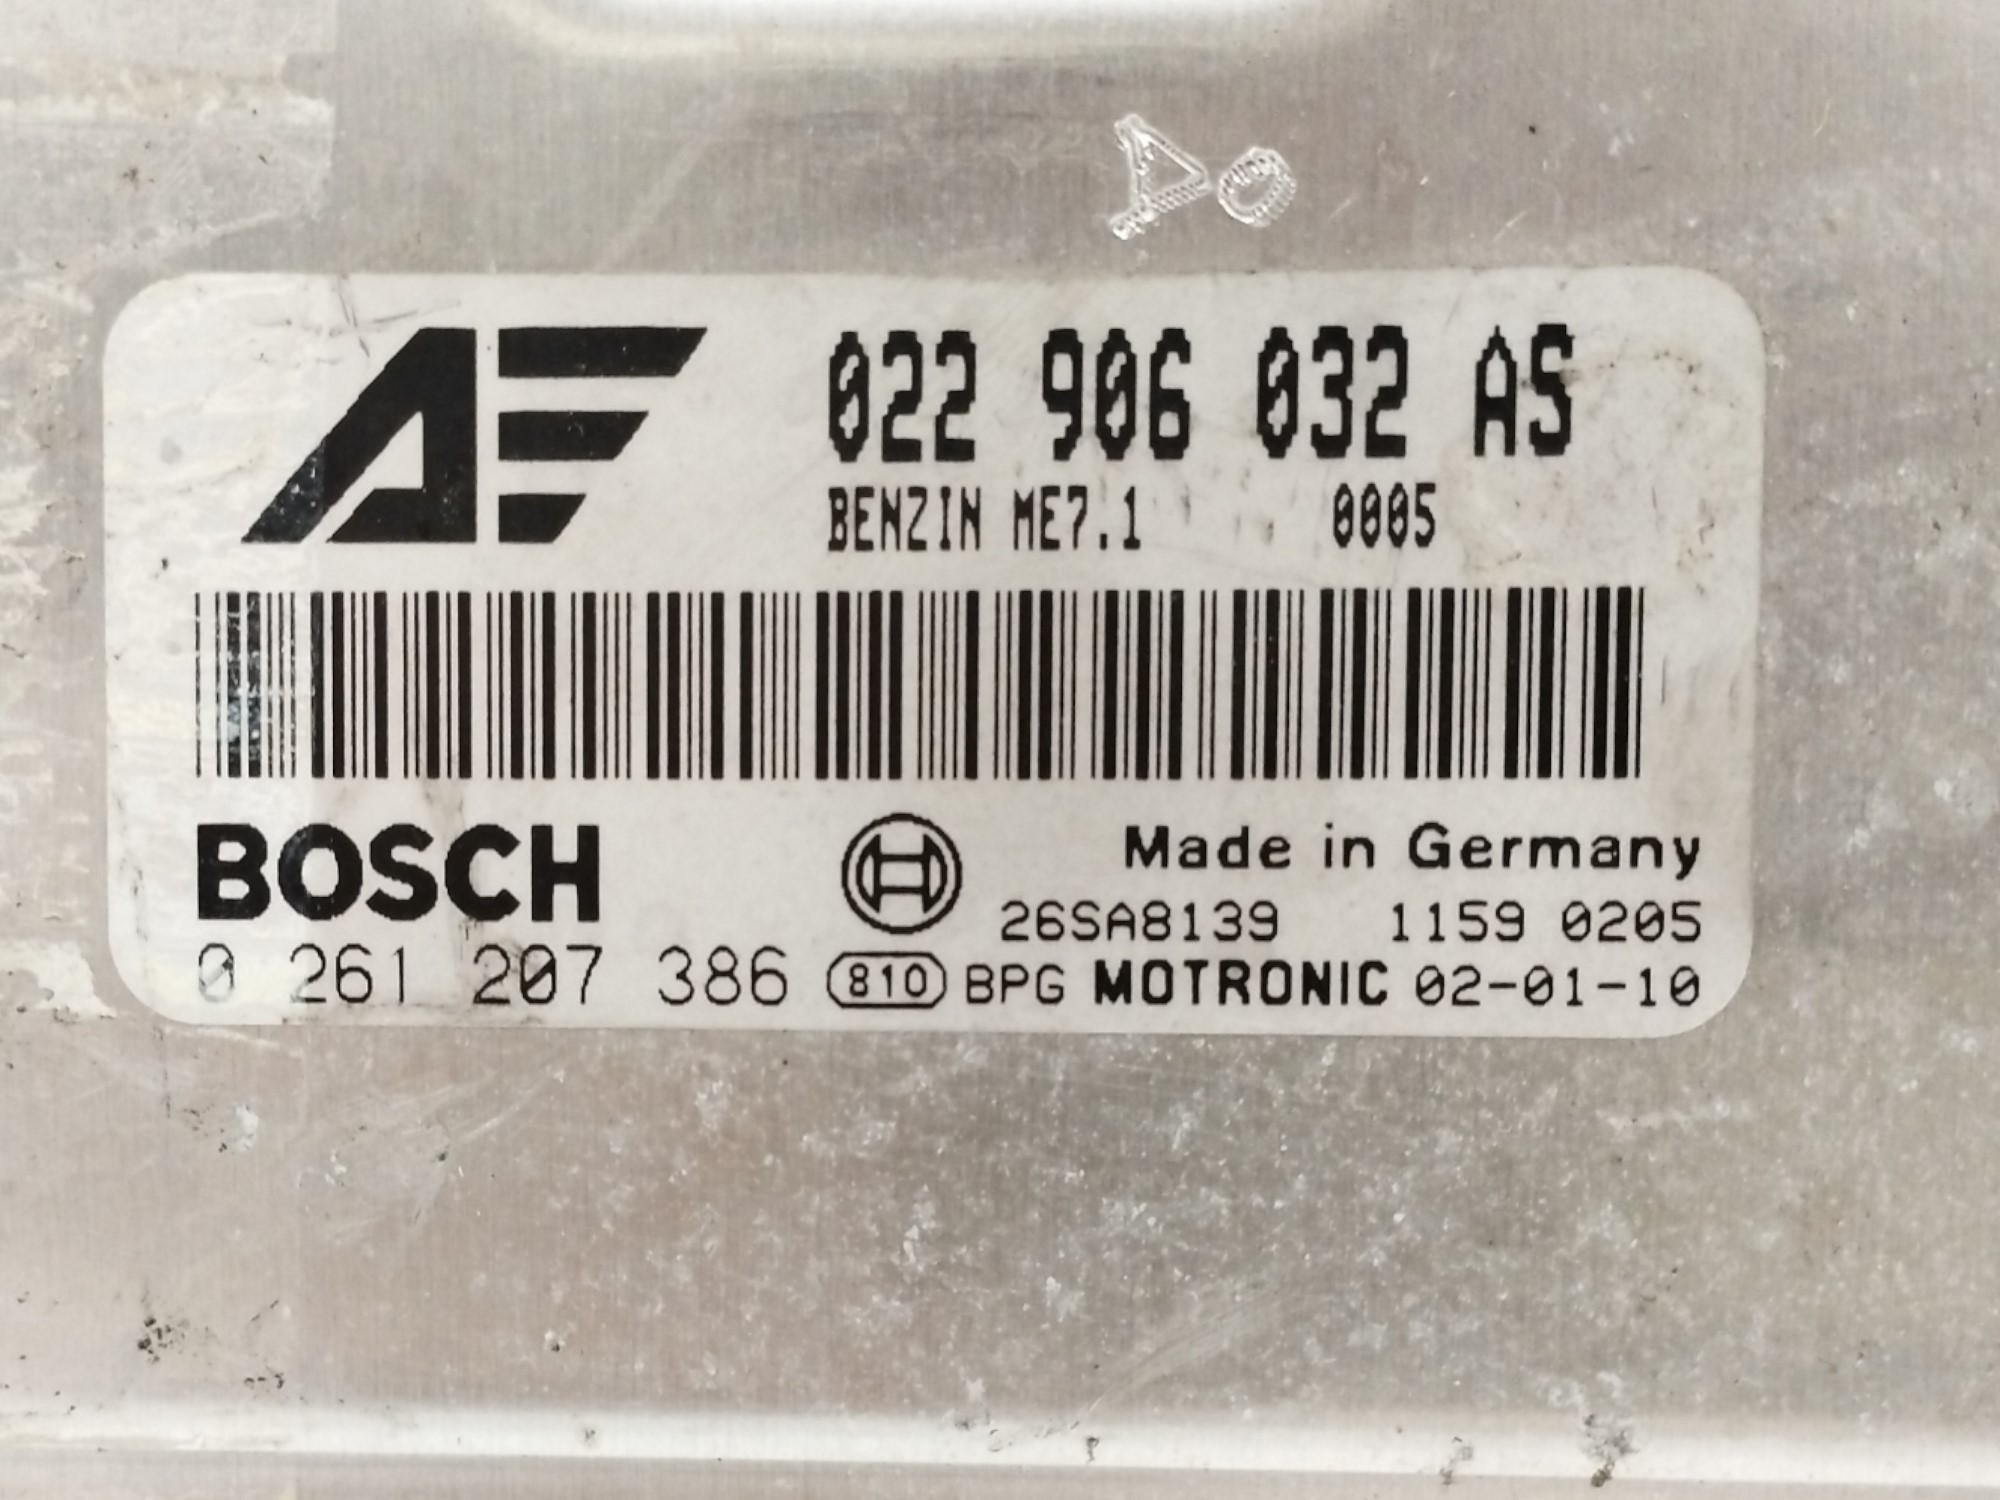 AF
022 906 032 AS
BENZIN ME7.1 0005
BOSCH
Made in Germany
26SA8139 1159 0205
0 261 207 386 810 BPG MOTRONIC 02-01-10